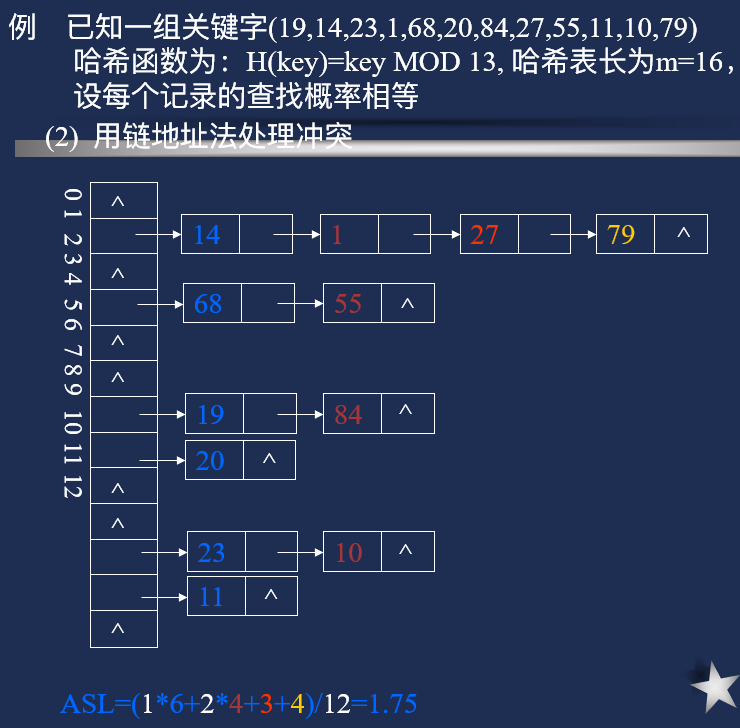 例 已知一组关键字(19,14,23,1,68,20,84,27,55,11,10,79)
哈希函数为：H(key)=key MOD 13, 哈希表长为m=16，
设每个记录的查找概率相等
(2) 用链地址法处理冲突
0 1 2 3 4 5 6 7 8 9 10 11 12
^
14 1 27 79 ^
^
68 55 ^
^
^
19 84 ^
20 ^
^
^
23 10 ^
11 ^
^
ASL=(1*6+2*4+3+4)/12=1.75